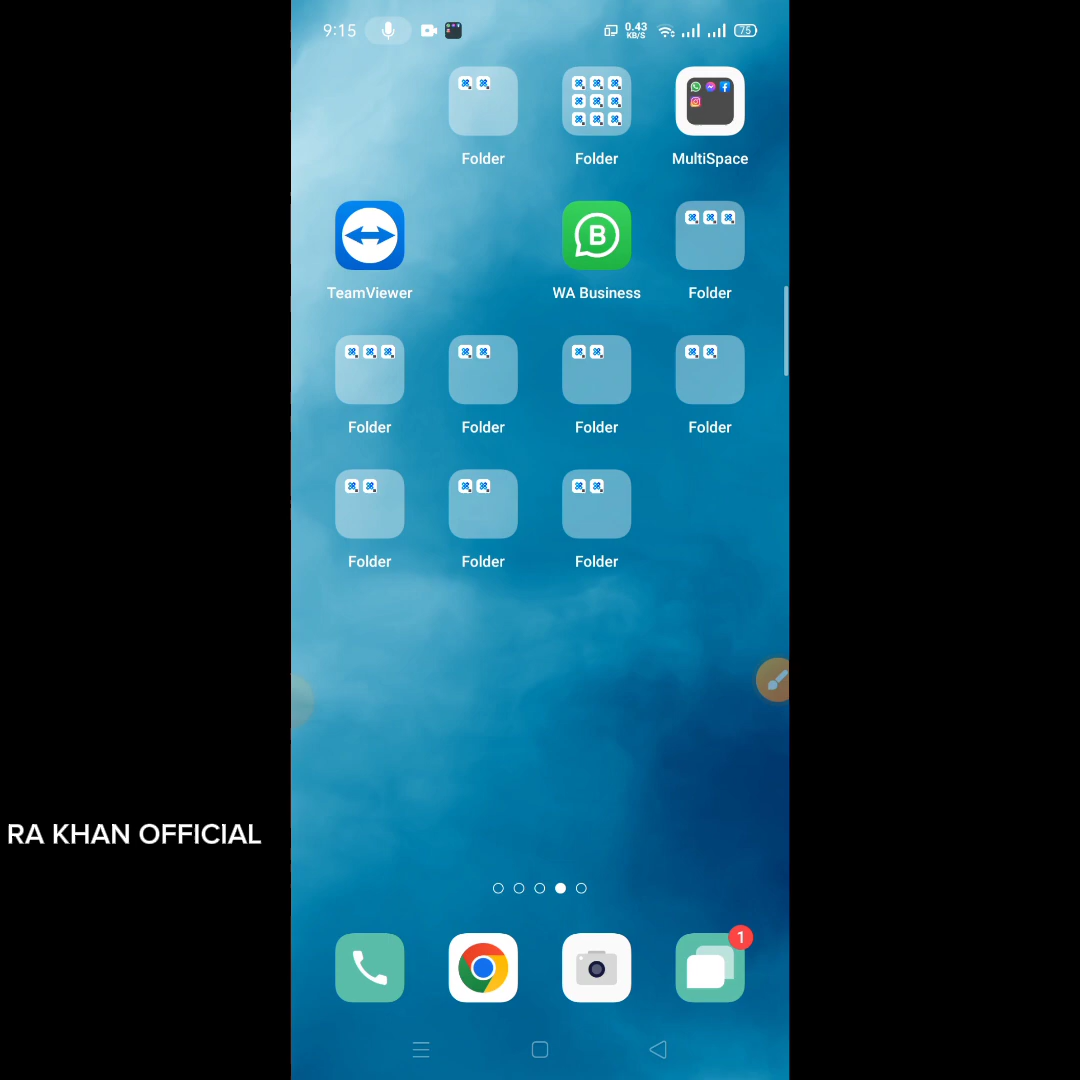 9:15
0.43
KB/S
75
Folder
Folder
MultiSpace
TeamViewer
B
WA Business
Folder
Folder
Folder
Folder
Folder
Folder
Folder
Folder
RA KHAN OFFICIAL
1